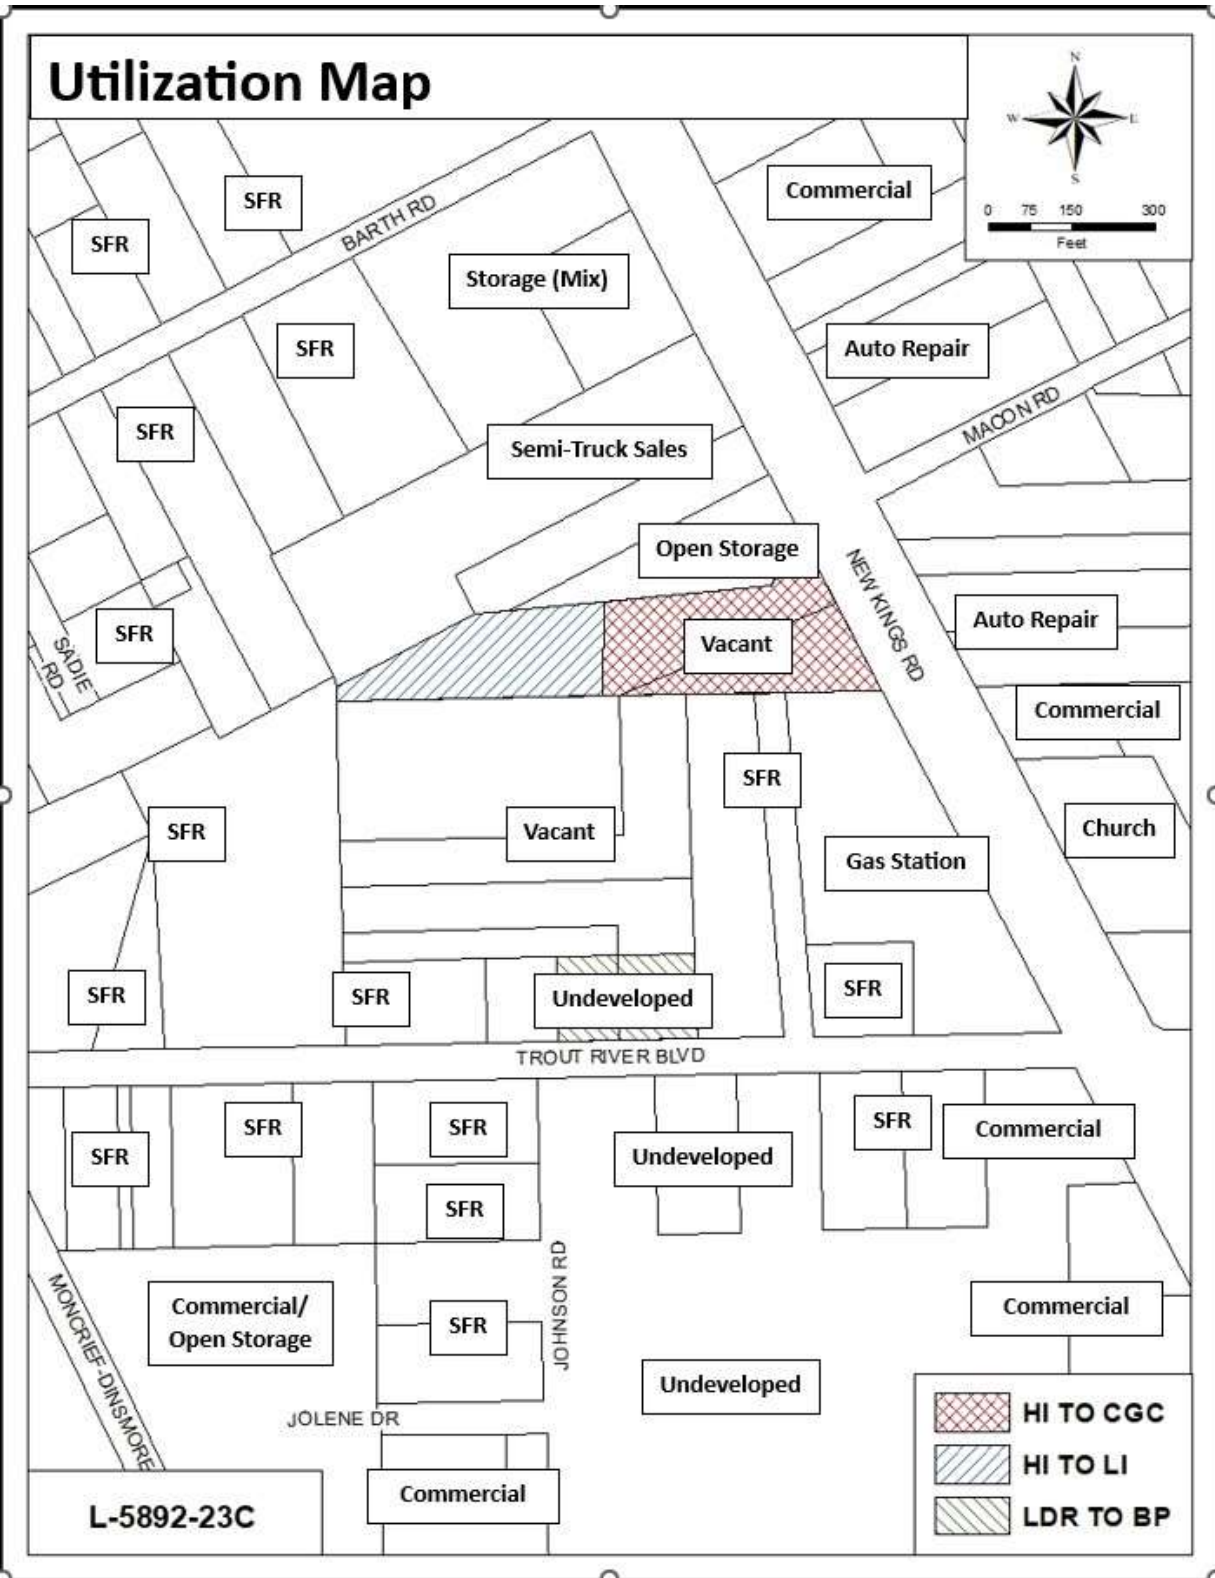 Utilization Map
N
W
E
S
0 75 150 300
Feet
Commercial
SFR
SFR
BARTH RD
Storage (Mix)
SFR
Auto Repair
MACON RD
SFR
Semi-Truck Sales
Open Storage
NEW KINGS RD
SFR
SADIE
RD
Vacant
Auto Repair
Commercial
SFR
SFR
Vacant
Church
Gas Station
SFR
SFR
Undeveloped
SFR
TROUT RIVER BLVD
SFR
SFR
SFR
SFR
Commercial
Undeveloped
SFR
JOHNSON RD
MONCRIEF-DINSMORE
Commercial/
Open Storage
SFR
Commercial
Undeveloped
JOLENE DR
Commercial
HI TO CGC
HI TO LI
LDR TO BP
L-5892-23C